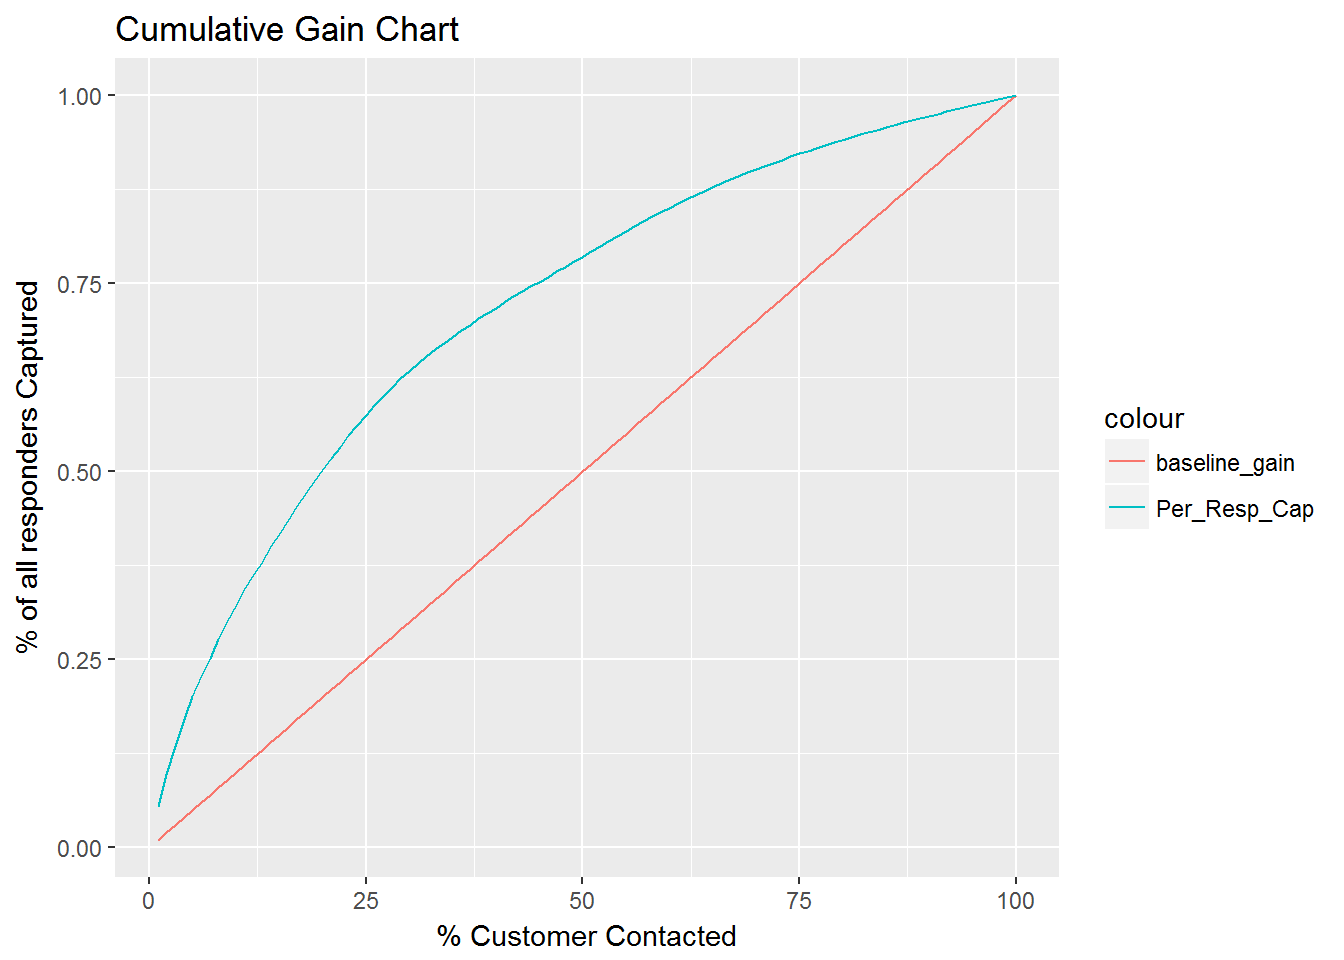 Cumulative Gain Chart
% of all responders Captured
1.00
0.75
0.50
0.25
0.00
0
25
50
75
100
% Customer Contacted
colour
baseline_gain
Per_Resp_Cap